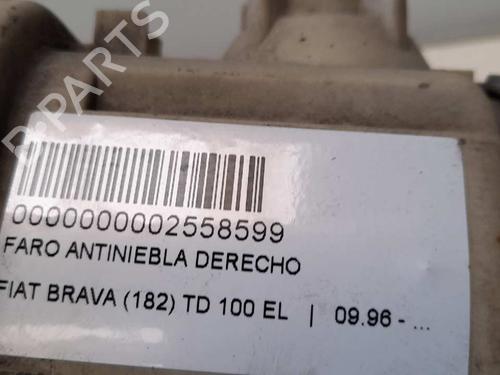 B-PARTS
0000000002558599
FARO ANTINIEBLA DERECHO
FIAT BRAVA (182) TD 100 EL | 09.96 - ...